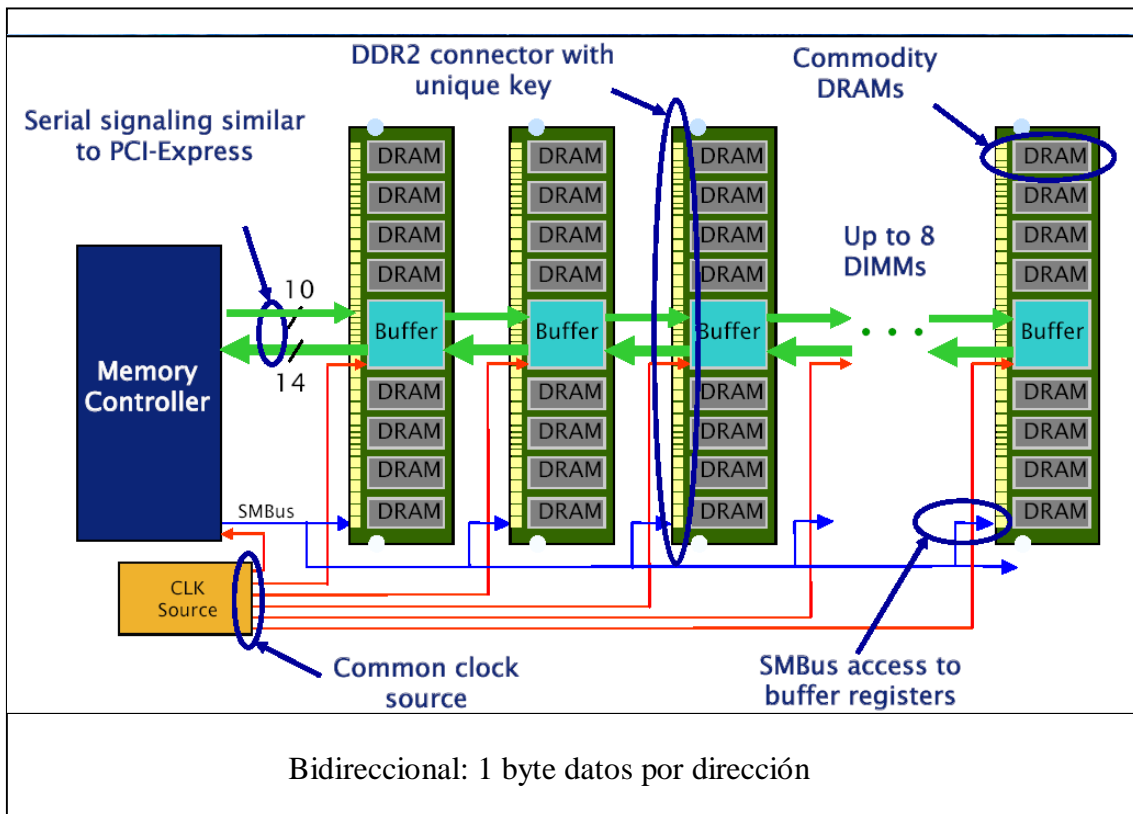 DDR2 connector with
unique key
Commodity
DRAMs
Serial signaling similar
to PCI-Express
DRAM DRAM DRAM DRAM
DRAM DRAM DRAM DRAM
DRAM DRAM DRAM DRAM
Up to 8
DIMMs
DRAM DRAM DRAM DRAM
10
Buffer Buffer Buffer Buffer
14
Memory
Controller
DRAM DRAM DRAM DRAM
DRAM DRAM DRAM DRAM
DRAM DRAM DRAM DRAM
DRAM DRAM DRAM DRAM
SMBus
CLK
Source
Common clock
source
SMBus access to
buffer registers
Bidireccional: 1 byte datos por dirección